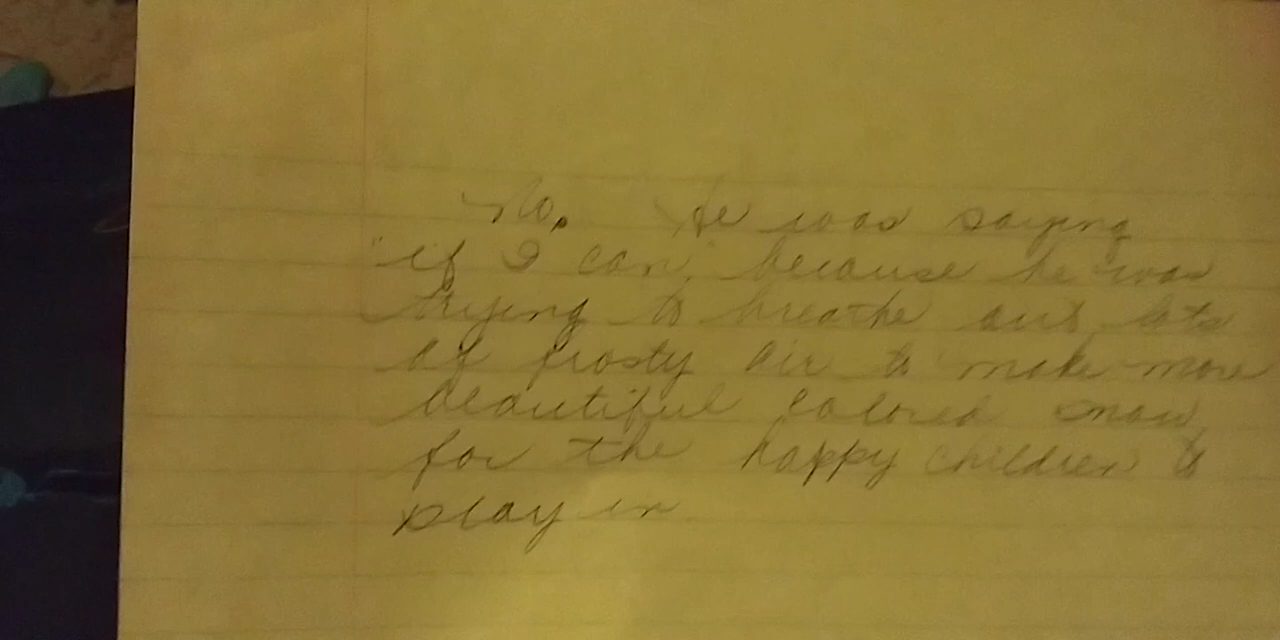 No. He was saying
"if I can," because he was
trying to breathe out lots
of frosty air to make more
beautiful colored snow
for the happy children to
play in